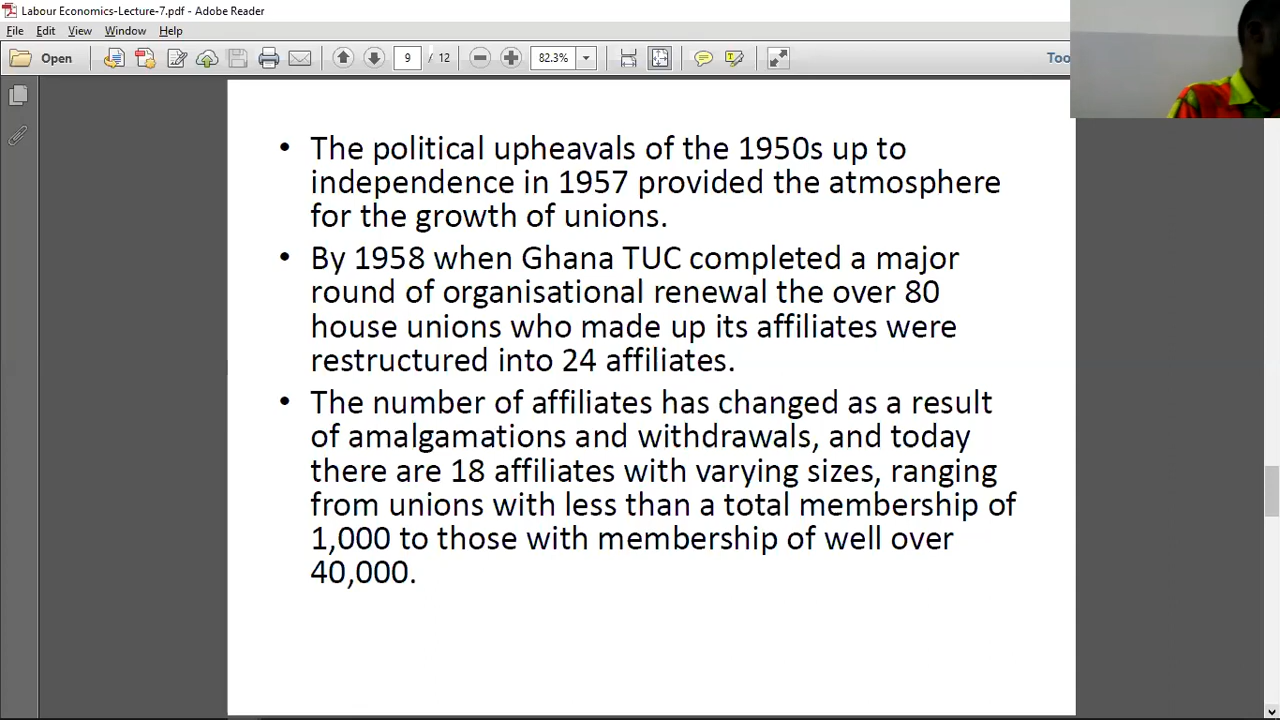 Labour Economics-Lecture-7.pdf - Adobe Reader
File Edit View Window Help
Open 9 / 12 82.3% Too
• The political upheavals of the 1950s up to
independence in 1957 provided the atmosphere
for the growth of unions.
• By 1958 when Ghana TUC completed a major
round of organisational renewal the over 80
house unions who made up its affiliates were
restructured into 24 affiliates.
• The number of affiliates has changed as a result
of amalgamations and withdrawals, and today
there are 18 affiliates with varying sizes, ranging
from unions with less than a total membership of
1,000 to those with membership of well over
40,000.